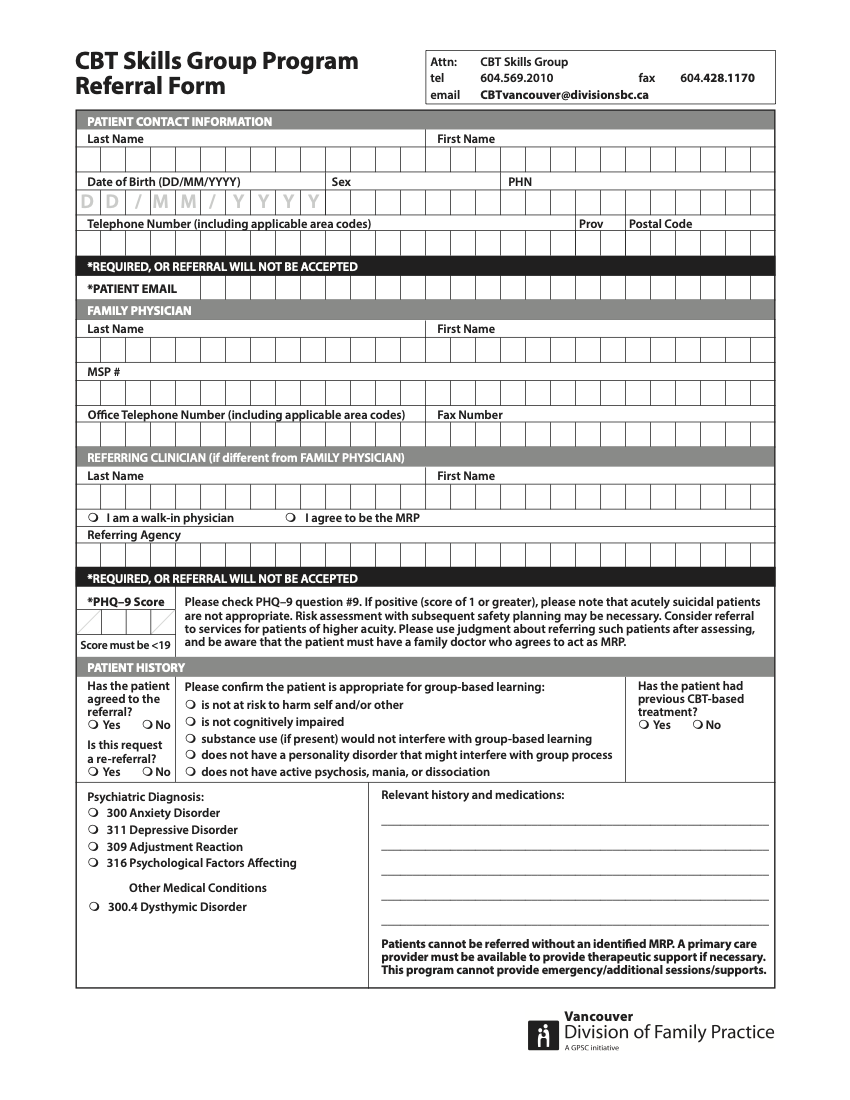 CBT Skills Group Program
Referral Form
Attn: CBT Skills Group
tel 604.569.2010 fax 604.428.1170
email CBTvancouver@divisionsbc.ca
PATIENT CONTACT INFORMATION
Last Name First Name
Date of Birth (DD/MM/YYYY) Sex PHN
D D / M M / Y Y Y Y
Telephone Number (including applicable area codes) Prov Postal Code
*REQUIRED, OR REFERRAL WILL NOT BE ACCEPTED
*PATIENT EMAIL
FAMILY PHYSICIAN
Last Name First Name
MSP #
Office Telephone Number (including applicable area codes) Fax Number
REFERRING CLINICIAN (if different from FAMILY PHYSICIAN)
Last Name First Name
I am a walk-in physician I agree to be the MRP
Referring Agency
*REQUIRED, OR REFERRAL WILL NOT BE ACCEPTED
*PHQ–9 Score
Score must be <19
Please check PHQ–9 question #9. If positive (score of 1 or greater), please note that acutely suicidal patients
are not appropriate. Risk assessment with subsequent safety planning may be necessary. Consider referral
to services for patients of higher acuity. Please use judgment about referring such patients after assessing,
and be aware that the patient must have a family doctor who agrees to act as MRP.
PATIENT HISTORY
Has the patient
agreed to the
referral?
Yes No
Is this request
a re-referral?
Yes No
Please confirm the patient is appropriate for group-based learning:
is not at risk to harm self and/or other
is not cognitively impaired
substance use (if present) would not interfere with group-based learning
does not have a personality disorder that might interfere with group process
does not have active psychosis, mania, or dissociation
Has the patient had
previous CBT-based
treatment?
Yes No
Psychiatric Diagnosis:
300 Anxiety Disorder
311 Depressive Disorder
309 Adjustment Reaction
316 Psychological Factors Affecting
Other Medical Conditions
300.4 Dysthymic Disorder
Relevant history and medications:
Patients cannot be referred without an identified MRP. A primary care
provider must be available to provide therapeutic support if necessary.
This program cannot provide emergency/additional sessions/supports.
Vancouver
Division of Family Practice
A GPSC initiative